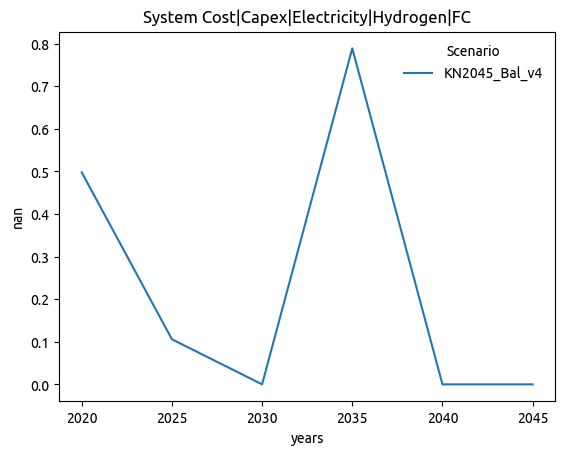 System Cost|Capex|Electricity|Hydrogen|FC
Scenario
KN2045_Bal_v4
0.8
0.7
0.6
0.5
0.4
0.3
0.2
0.1
0.0
nan
2020 2025 2030 2035 2040 2045
years